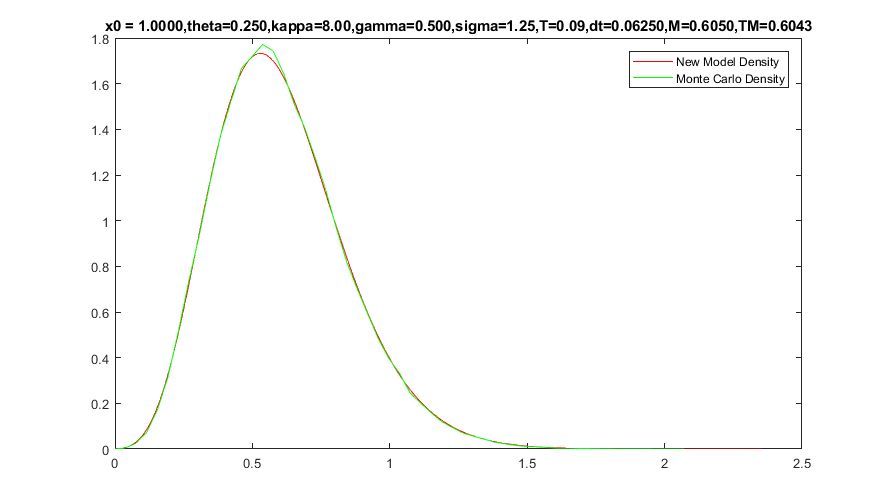 x0 = 1.0000,theta=0.250,kappa=8.00,gamma=0.500,sigma=1.25,T=0.09,dt=0.06250,M=0.6050,TM=0.6043
New Model Density
Monte Carlo Density
1.8
1.6
1.4
1.2
1
0.8
0.6
0.4
0.2
0
0 0.5 1 1.5 2 2.5